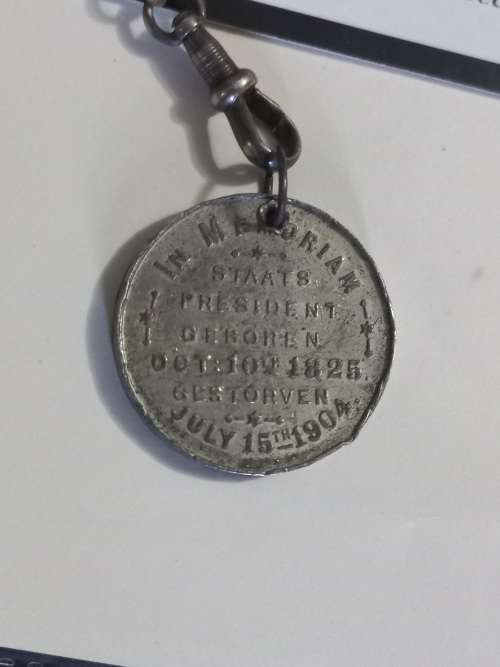 IN MEMORIAM
STAATS
PRESIDENT
GEBOREN
OCT: 10TH 1825
GESTORVEN
JULY 15TH 1904.